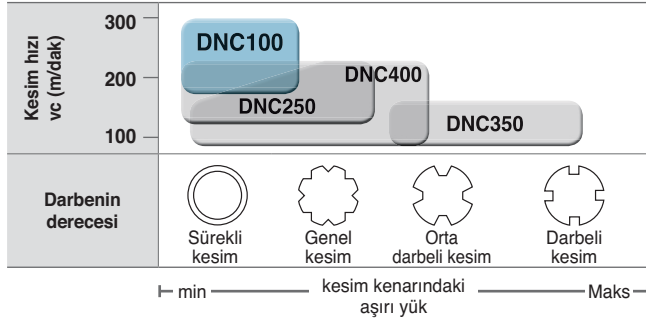 Kesim hızı
vc (m/dak)
300
200
100
DNC100
DNC400
DNC250
DNC350
Darbenin
derecesi
Sürekli
kesim
Genel
kesim
Orta
darbeli kesim
Darbeli
kesim
min
kesim kenarındaki
aşırı yük
Maks